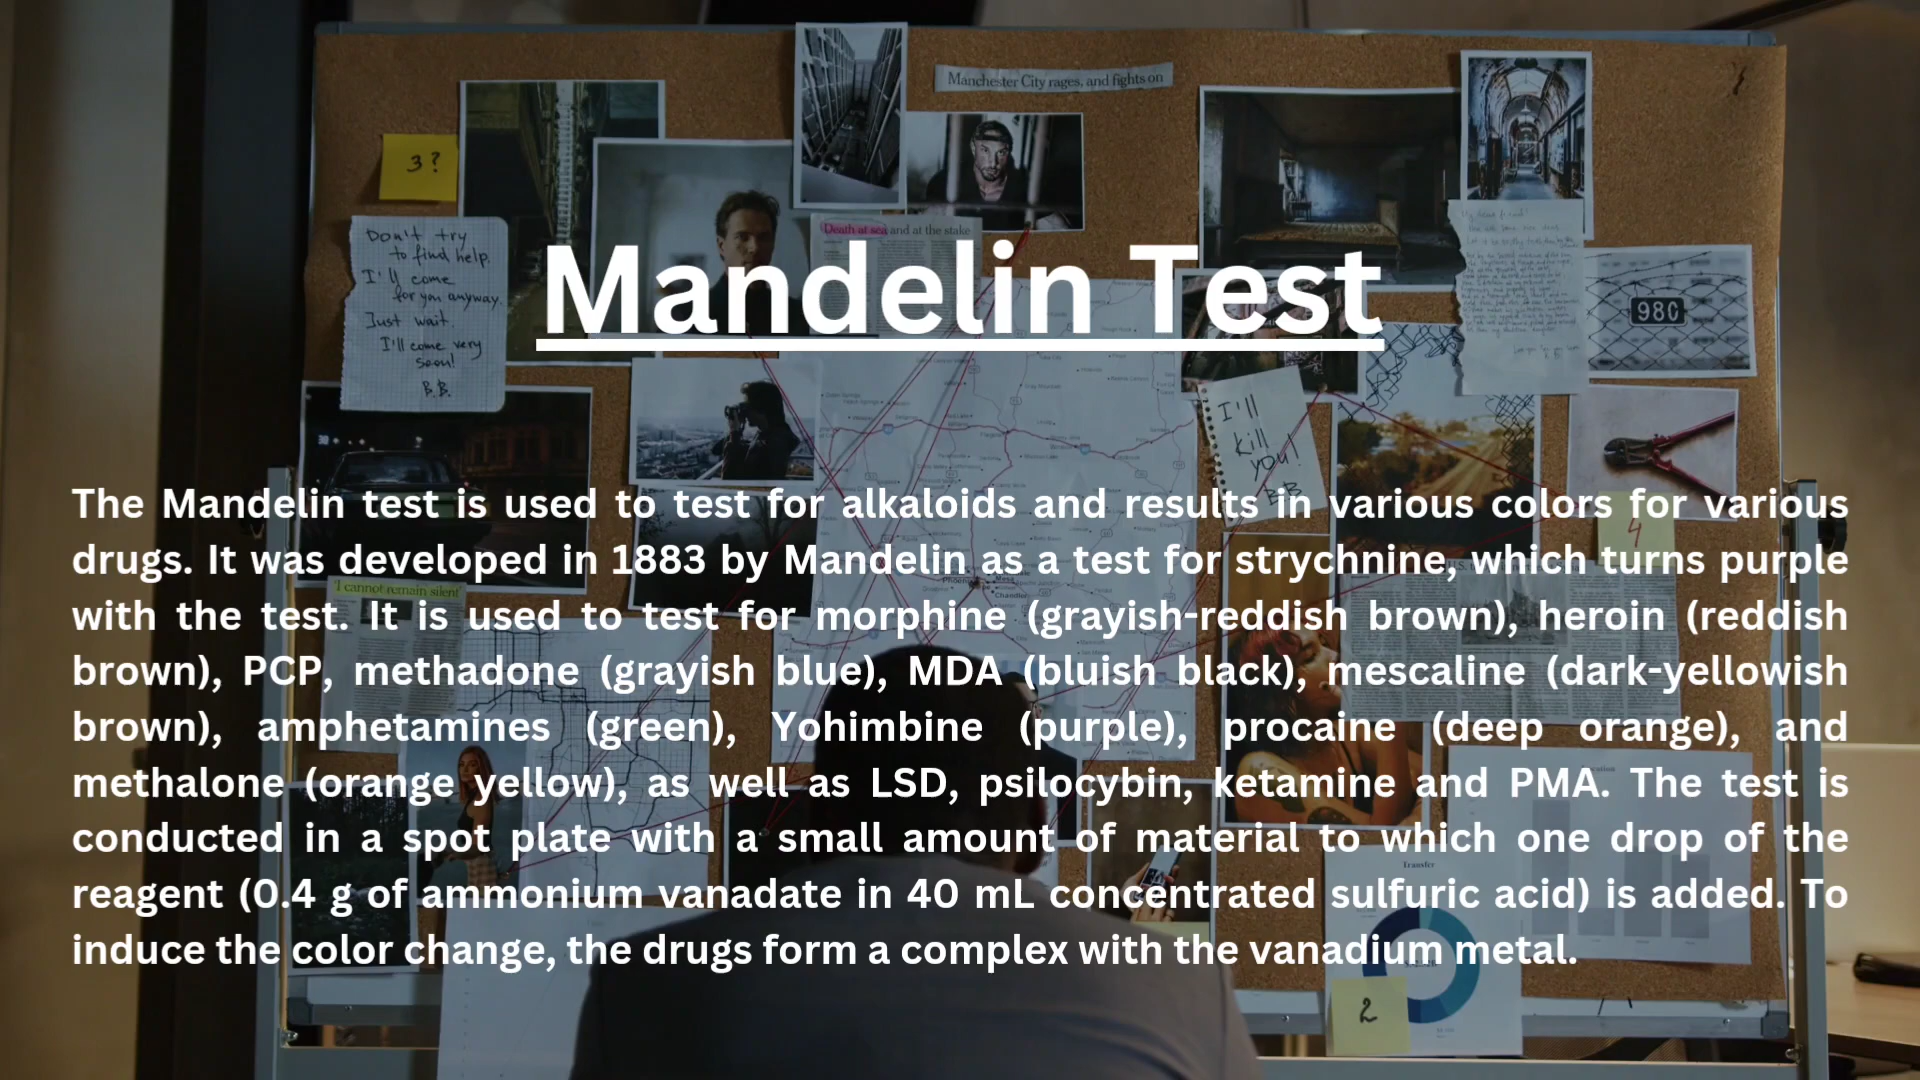 Manchester City rages, and fights on
3?
Death at sea and at the stake
Don't try
to find help.
I'll come
for you anyway.
Just wait.
I'll come very
soon!
B.B.
Mandelin Test
980
I'll
kill
you!
B.B.
The Mandelin test is used to test for alkaloids and results in various colors for various
drugs. It was developed in 1883 by Mandelin as a test for strychnine, which turns purple
with the test. It is used to test for morphine (grayish-reddish brown), heroin (reddish
brown), PCP, methadone (grayish blue), MDA (bluish black), mescaline (dark-yellowish
brown), amphetamines (green), Yohimbine (purple), procaine (deep orange), and
methalone (orange yellow), as well as LSD, psilocybin, ketamine and PMA. The test is
conducted in a spot plate with a small amount of material to which one drop of the
reagent (0.4 g of ammonium vanadate in 40 mL concentrated sulfuric acid) is added. To
induce the color change, the drugs form a complex with the vanadium metal.
4
'I cannot remain silent'
Phoenix
Mesa
Chandler
Transfer
2